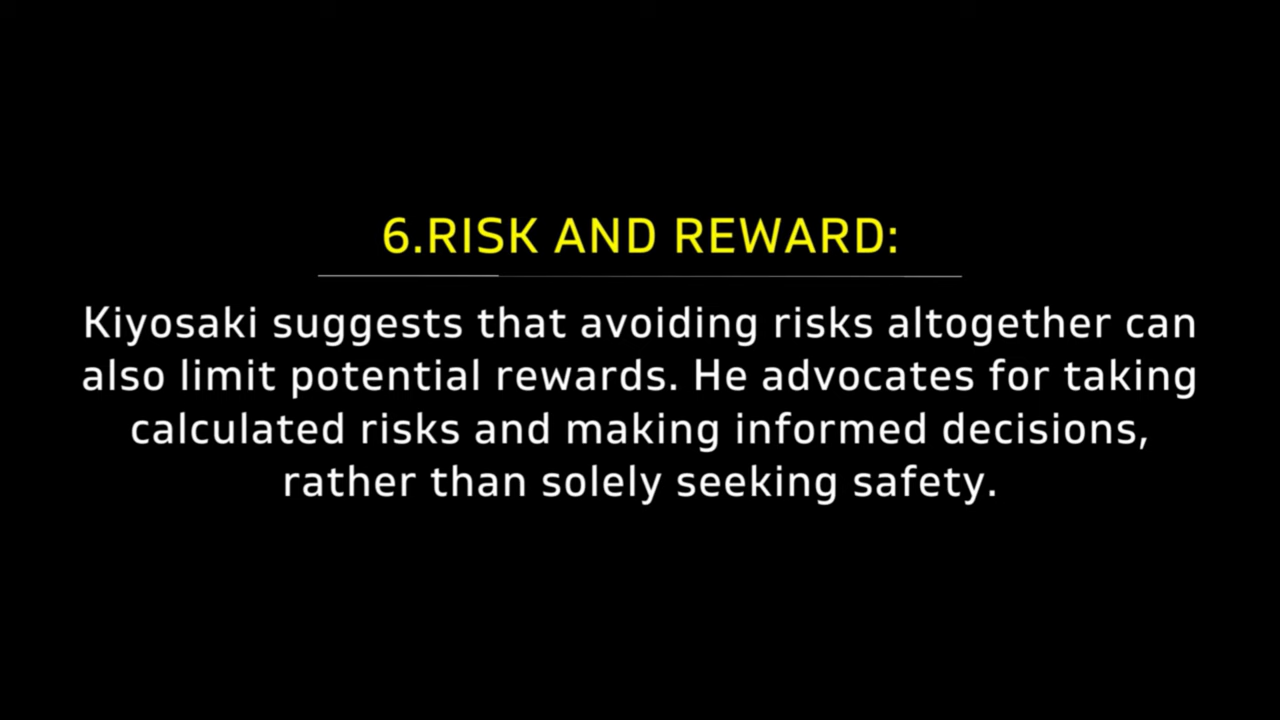 6.RISK AND REWARD:
Kiyosaki suggests that avoiding risks altogether can
also limit potential rewards. He advocates for taking
calculated risks and making informed decisions,
rather than solely seeking safety.